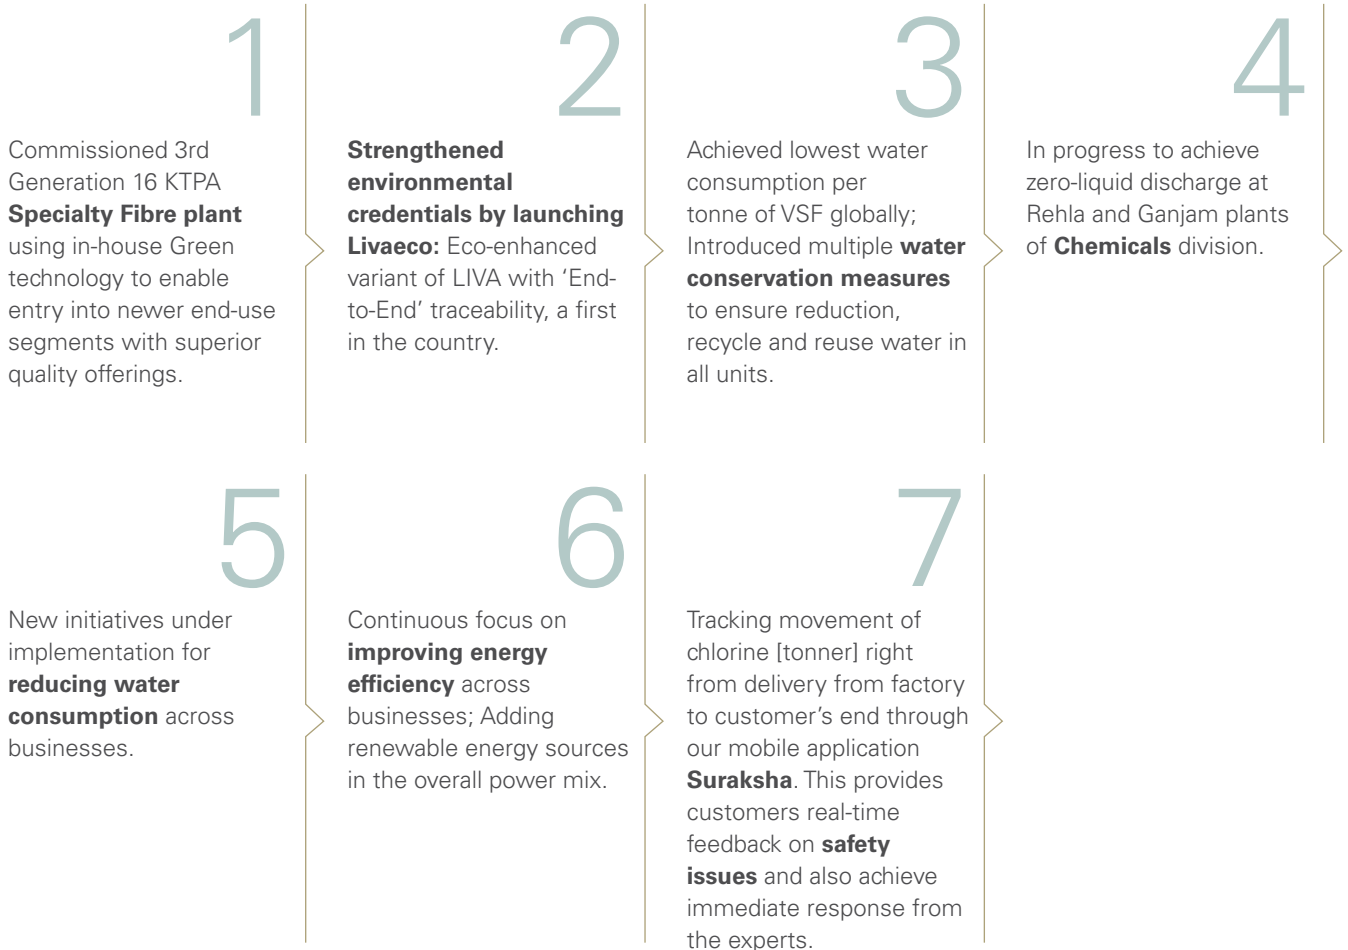 1
Commissioned 3rd
Generation 16 KTPA
Specialty Fibre plant
using in-house Green
technology to enable
entry into newer end-use
segments with superior
quality offerings.
2
Strengthened
environmental
credentials by launching
Livaeco: Eco-enhanced
variant of LIVA with ‘End-
to-End’ traceability, a first
in the country.
3
Achieved lowest water
consumption per
tonne of VSF globally;
Introduced multiple water
conservation measures
to ensure reduction,
recycle and reuse water in
all units.
4
In progress to achieve
zero-liquid discharge at
Rehla and Ganjam plants
of Chemicals division.
5
New initiatives under
implementation for
reducing water
consumption across
businesses.
6
Continuous focus on
improving energy
efficiency across
businesses; Adding
renewable energy sources
in the overall power mix.
7
Tracking movement of
chlorine [tonner] right
from delivery from factory
to customer’s end through
our mobile application
Suraksha. This provides
customers real-time
feedback on safety
issues and also achieve
immediate response from
the experts.